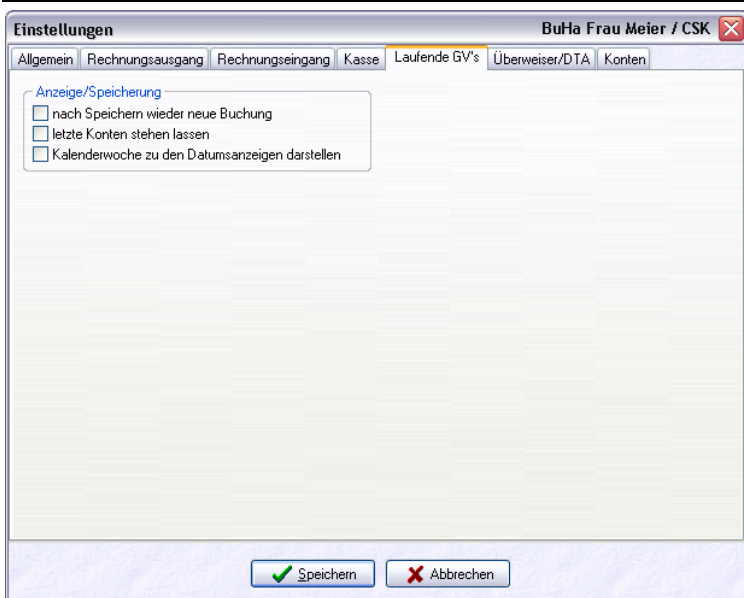 Einstellungen BuHa Frau Meier / CSK
Allgemein Rechnungsausgang Rechnungseingang Kasse Laufende GV's Überweiser/DTA Konten
Anzeige/Speicherung
nach Speichern wieder neue Buchung
letzte Konten stehen lassen
Kalenderwoche zu den Datumsanzeigen darstellen
Speichern Abbrechen